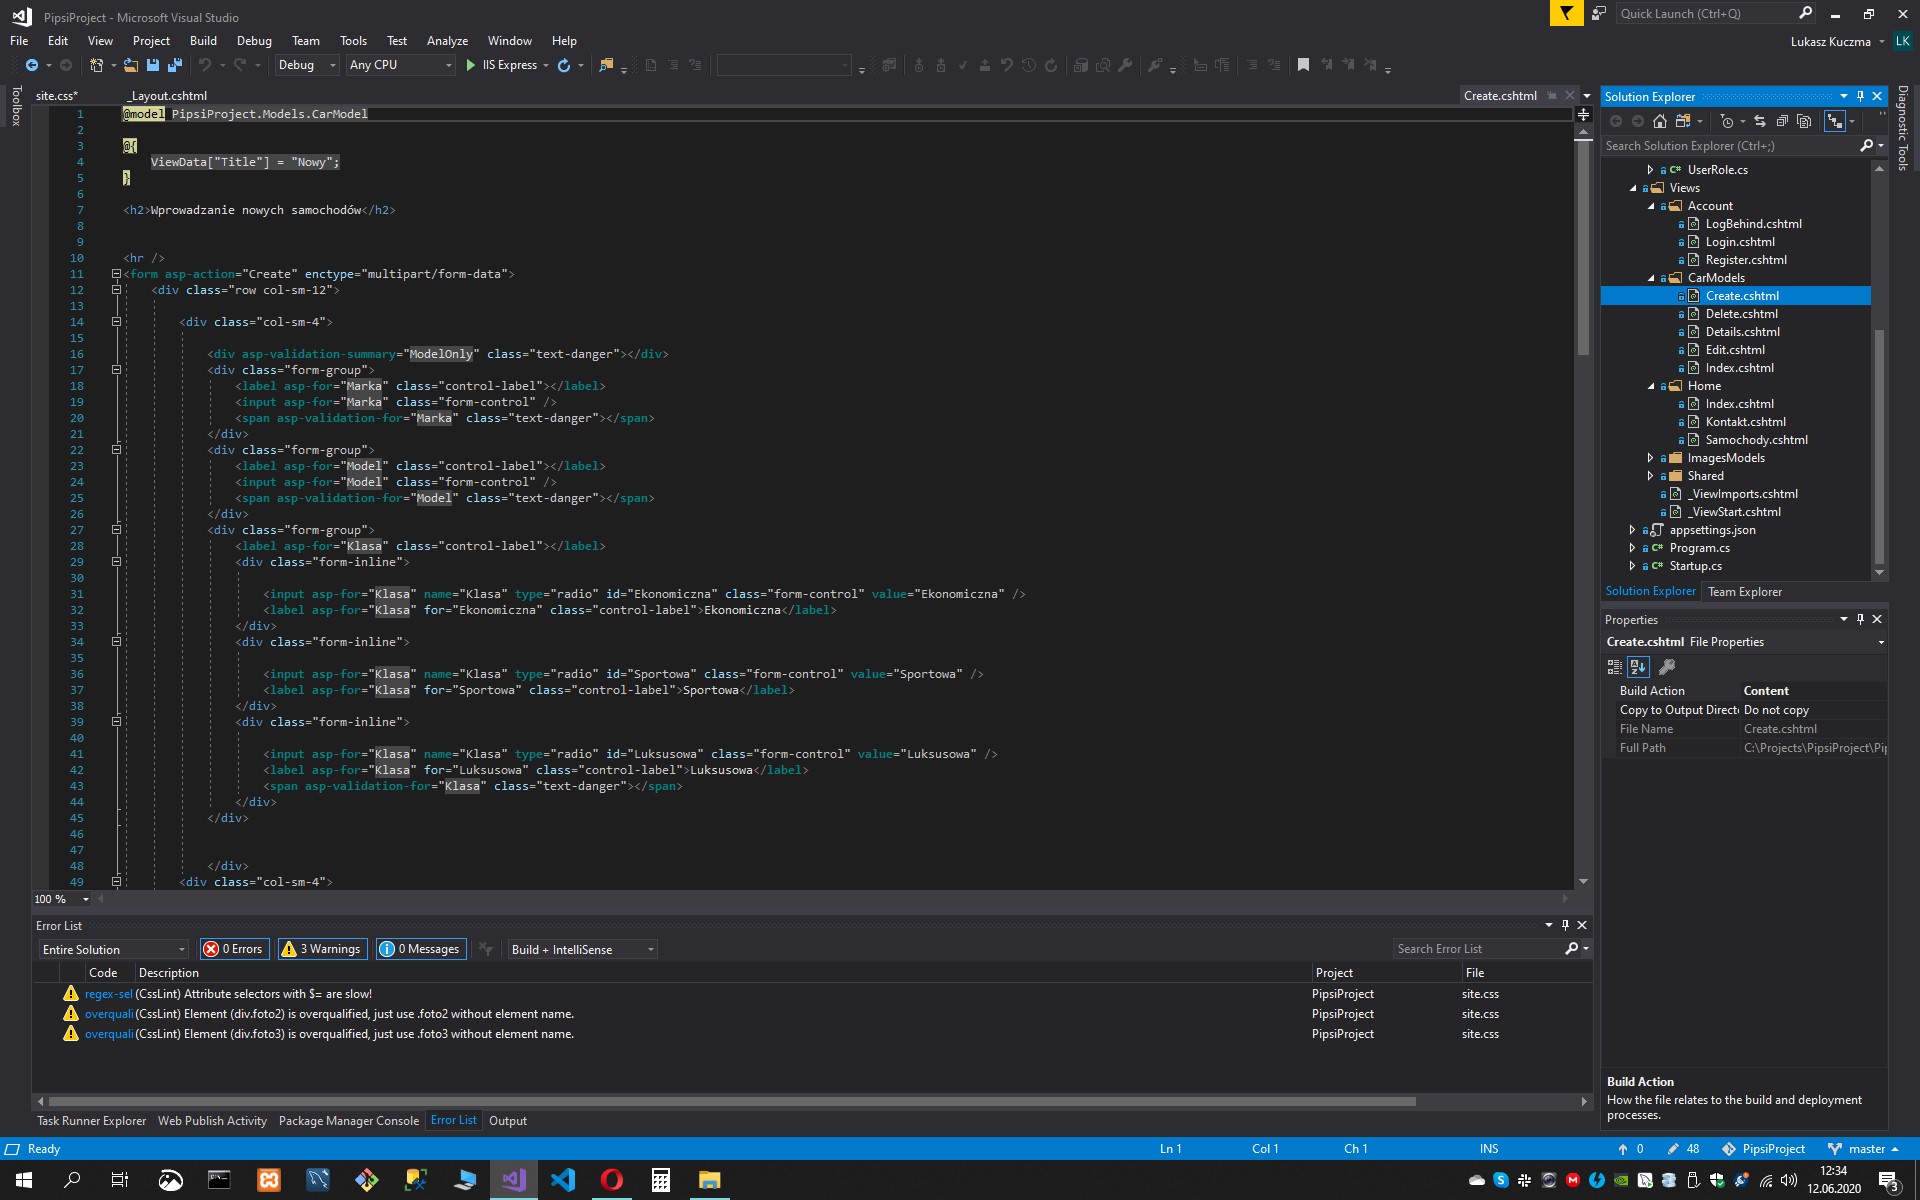 PipsiProject - Microsoft Visual Studio
Quick Launch (Ctrl+Q)
File Edit View Project Build Debug Team Tools Test Analyze Window Help
Lukasz Kuczma LK
Debug Any CPU IIS Express
Toolbox
site.css* _Layout.cshtml Create.cshtml
1 @model PipsiProject.Models.CarModel
2
3 @{
4 ViewData["Title"] = "Nowy";
5 }
6
7 <h2>Wprowadzanie nowych samochodów</h2>
8
9
10 <hr />
11 <form asp-action="Create" enctype="multipart/form-data">
12 <div class="row col-sm-12">
13
14 <div class="col-sm-4">
15
16 <div asp-validation-summary="ModelOnly" class="text-danger"></div>
17 <div class="form-group">
18 <label asp-for="Marka" class="control-label"></label>
19 <input asp-for="Marka" class="form-control" />
20 <span asp-validation-for="Marka" class="text-danger"></span>
21 </div>
22 <div class="form-group">
23 <label asp-for="Model" class="control-label"></label>
24 <input asp-for="Model" class="form-control" />
25 <span asp-validation-for="Model" class="text-danger"></span>
26 </div>
27 <div class="form-group">
28 <label asp-for="Klasa" class="control-label"></label>
29 <div class="form-inline">
30
31 <input asp-for="Klasa" name="Klasa" type="radio" id="Ekonomiczna" class="form-control" value="Ekonomiczna" />
32 <label asp-for="Klasa" for="Ekonomiczna" class="control-label">Ekonomiczna</label>
33 </div>
34 <div class="form-inline">
35
36 <input asp-for="Klasa" name="Klasa" type="radio" id="Sportowa" class="form-control" value="Sportowa" />
37 <label asp-for="Klasa" for="Sportowa" class="control-label">Sportowa</label>
38 </div>
39 <div class="form-inline">
40
41 <input asp-for="Klasa" name="Klasa" type="radio" id="Luksusowa" class="form-control" value="Luksusowa" />
42 <label asp-for="Klasa" for="Luksusowa" class="control-label">Luksusowa</label>
43 <span asp-validation-for="Klasa" class="text-danger"></span>
44 </div>
45 </div>
46
47
48 </div>
49 <div class="col-sm-4">
100 %
Error List
Entire Solution 0 Errors 3 Warnings 0 Messages Build + IntelliSense Search Error List
Code Description Project File
regex-sel (CssLint) Attribute selectors with $= are slow! PipsiProject site.css
overquali (CssLint) Element (div.foto2) is overqualified, just use .foto2 without element name. PipsiProject site.css
overquali (CssLint) Element (div.foto3) is overqualified, just use .foto3 without element name. PipsiProject site.css
Task Runner Explorer Web Publish Activity Package Manager Console Error List Output
Solution Explorer
Search Solution Explorer (Ctrl+;)
C# UserRole.cs
Views
Account
LogBehind.cshtml
Login.cshtml
Register.cshtml
CarModels
Create.cshtml
Delete.cshtml
Details.cshtml
Edit.cshtml
Index.cshtml
Home
Index.cshtml
Kontakt.cshtml
Samochody.cshtml
ImagesModels
Shared
_ViewImports.cshtml
_ViewStart.cshtml
appsettings.json
C# Program.cs
C# Startup.cs
Solution Explorer Team Explorer
Properties
Create.cshtml File Properties
Build Action Content
Copy to Output Direct Do not copy
File Name Create.cshtml
Full Path C:\Projects\PipsiProject\Pi
Build Action
How the file relates to the build and deployment
processes.
Diagnostic Tools
Ready Ln 1 Col 1 Ch 1 INS 0 48 PipsiProject master
12:34
12.06.2020
3